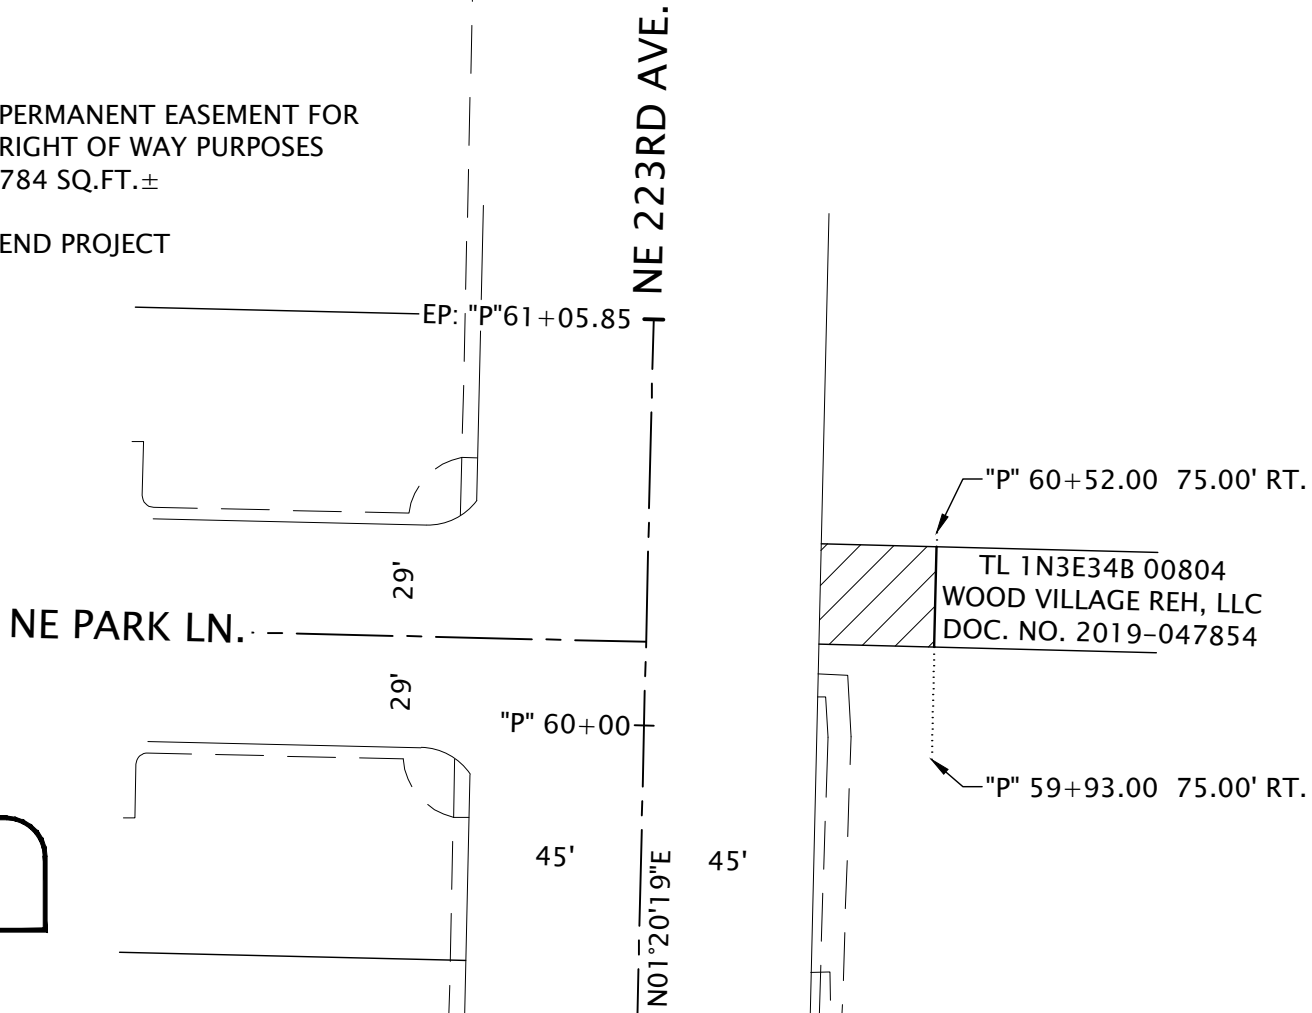 PERMANENT EASEMENT FOR
RIGHT OF WAY PURPOSES
784 SQ.FT.±
END PROJECT
NE 223RD AVE.
EP: "P"61+05.85
"P" 60+52.00 75.00' RT.
TL 1N3E34B 00804
WOOD VILLAGE REH, LLC
DOC. NO. 2019-047854
29'
NE PARK LN.
29'
"P" 60+00
"P" 59+93.00 75.00' RT.
45'
45'
N01°20'19"E